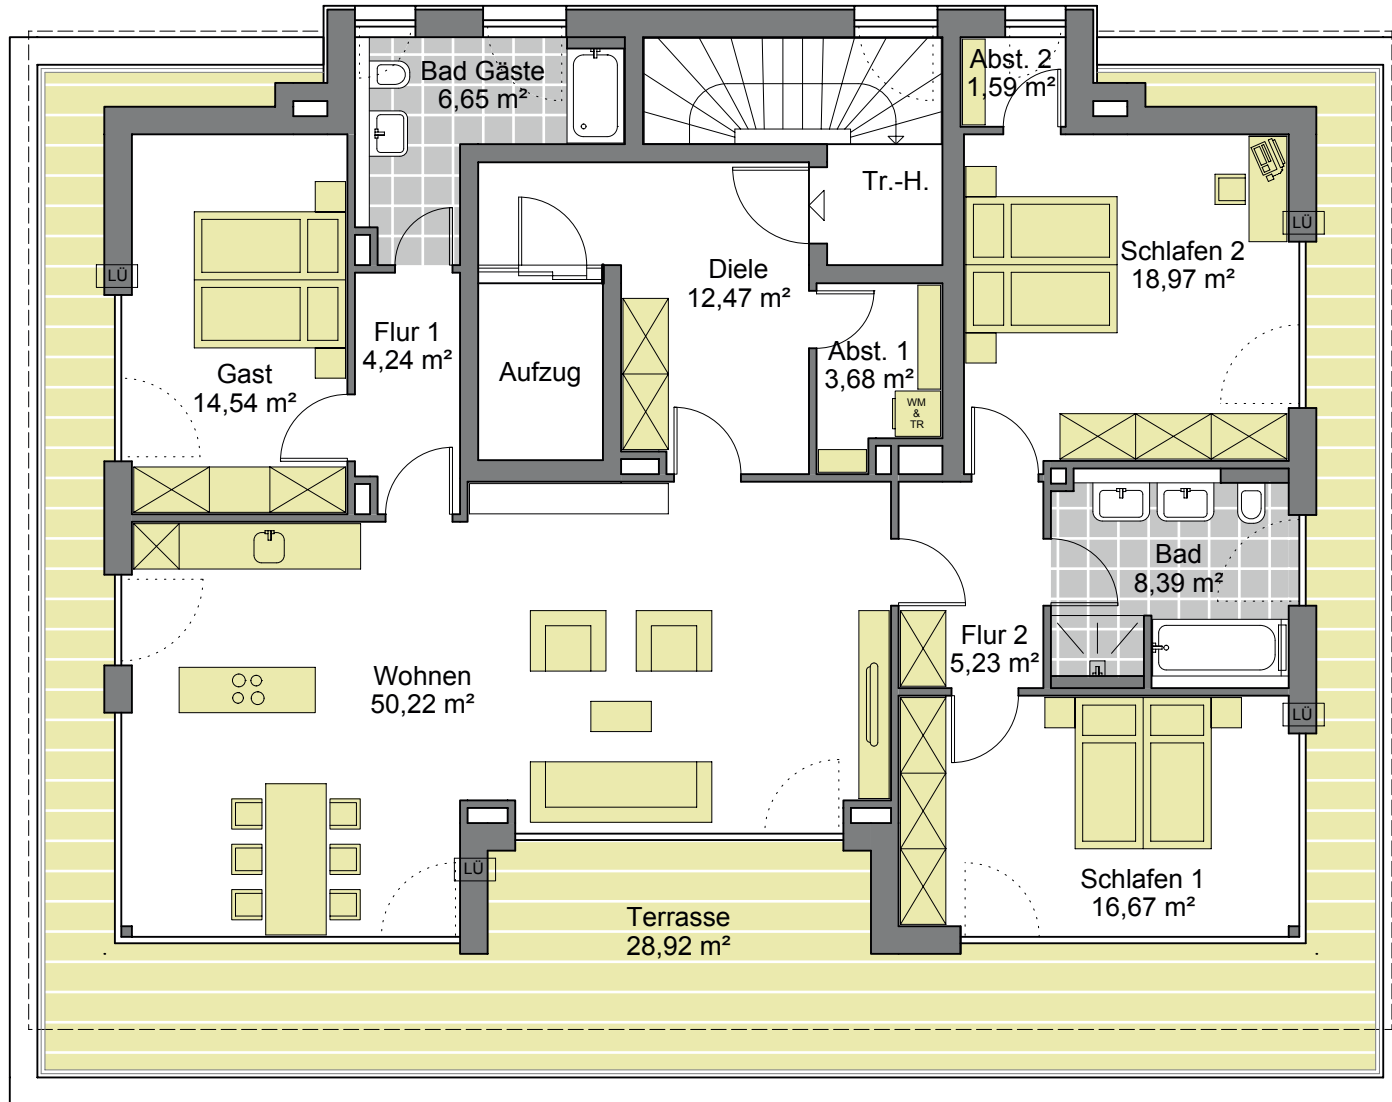 Bad Gäste
6,65 m²
Abst. 2
1,59 m²
Tr.-H.
LÜ
Schlafen 2
18,97 m²
LÜ
Diele
12,47 m²
Flur 1
4,24 m²
Abst. 1
3,68 m²
Aufzug
Gast
14,54 m²
WM
&
TR
Bad
8,39 m²
Flur 2
5,23 m²
Wohnen
50,22 m²
LÜ
LÜ
Schlafen 1
16,67 m²
Terrasse
28,92 m²